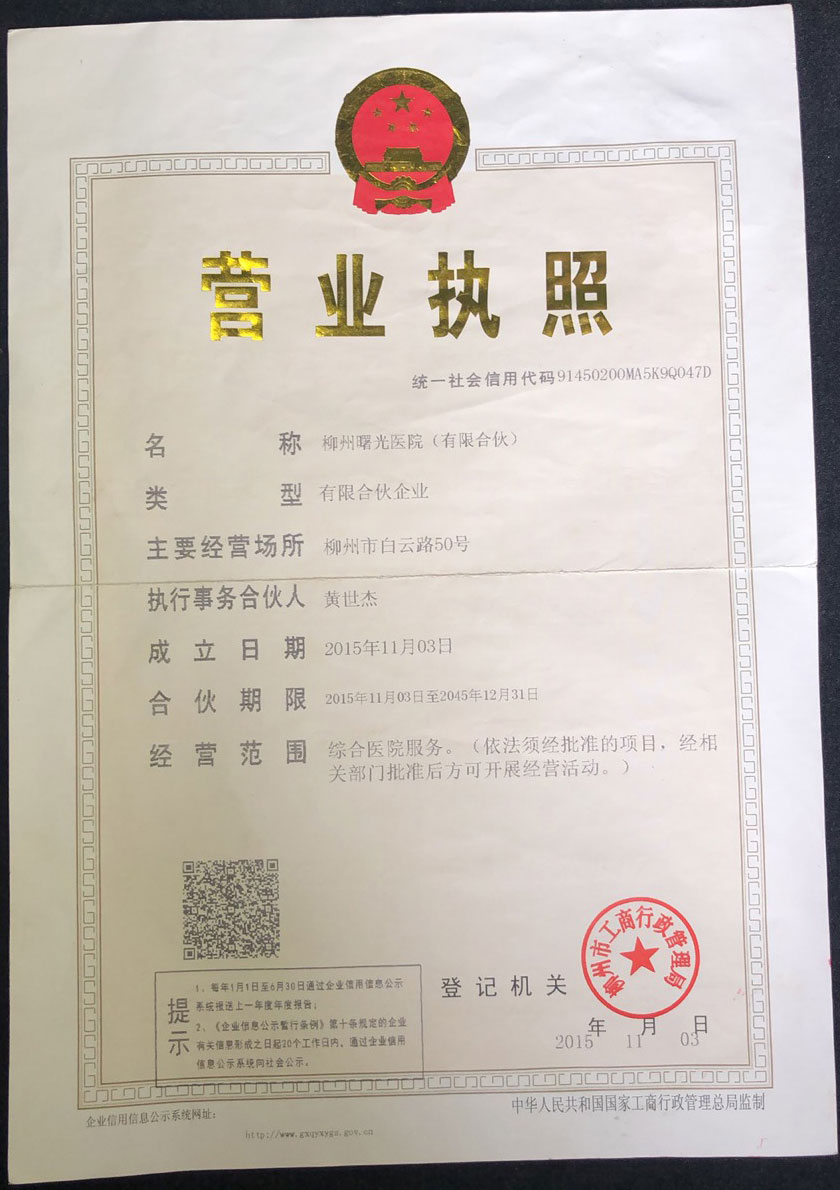 营业执照
统一社会信用代码91450200MA5K9Q047D
名称 柳州曙光医院（有限合伙）
类型 有限合伙企业
主要经营场所 柳州市白云路50号
执行事务合伙人 黄世杰
成立日期 2015年11月03日
合伙期限 2015年11月03日至2045年12月31日
经营范围 综合医院服务。（依法须经批准的项目，经相
关部门批准后方可开展经营活动。）
提示
1、每年1月1日至6月30日通过企业信用信息公示
系统报送上一年度年度报告；
2、《企业信息公示暂行条例》第十条规定的企业
有关信息形成之日起20个工作日内，通过企业信用
信息公示系统向社会公示。
登记机关
柳州市工商行政管理局
2015年11月03日
企业信用信息公示系统网址：
http://www.gxqyxygs.gov.cn
中华人民共和国国家工商行政管理总局监制